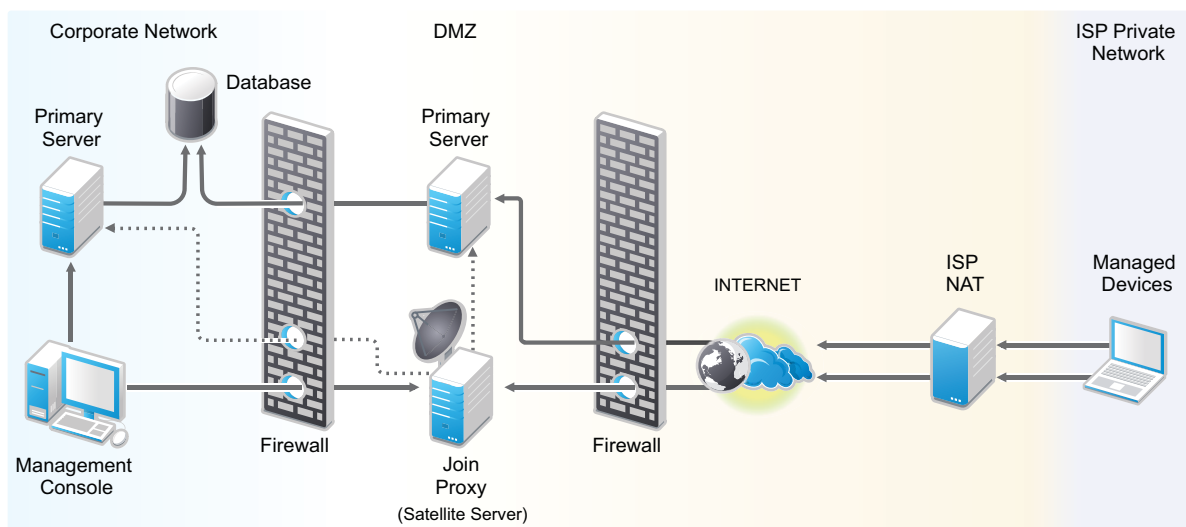 Corporate Network
DMZ
ISP Private
Network
Database
Primary
Server
Primary
Server
INTERNET
ISP
NAT
Managed
Devices
Firewall
Firewall
Management
Console
Join
Proxy
(Satellite Server)